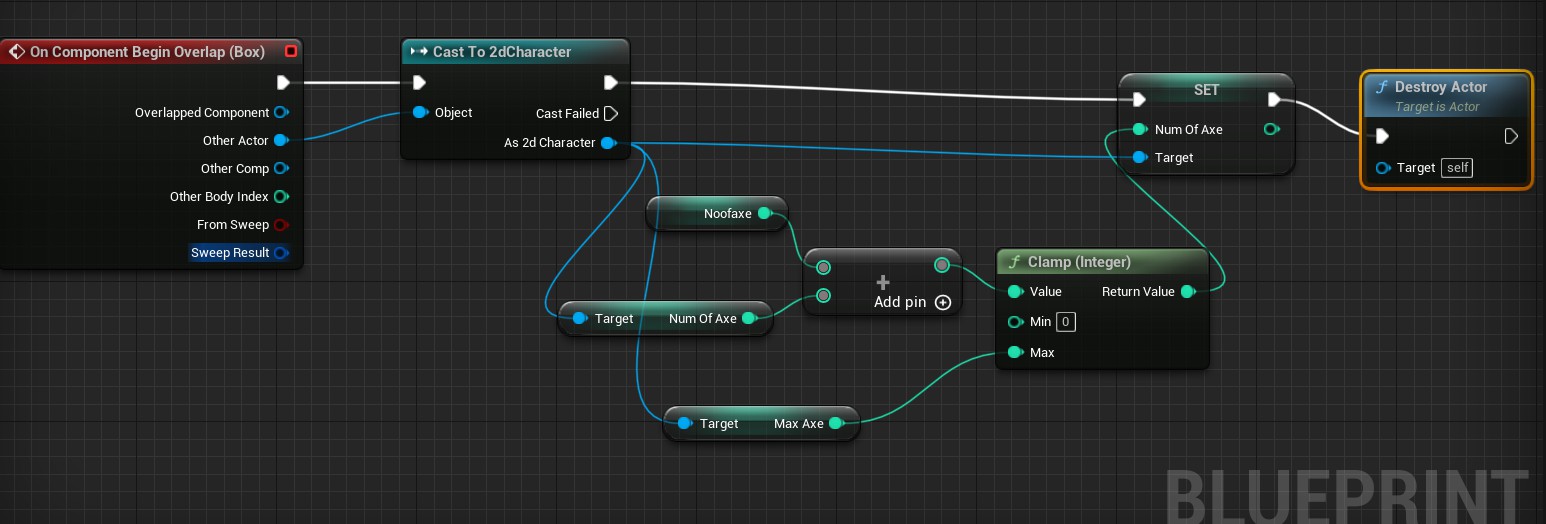 On Component Begin Overlap (Box)
Overlapped Component
Other Actor
Other Comp
Other Body Index
From Sweep
Sweep Result
Cast To 2dCharacter
Object
Cast Failed
As 2d Character
Noofaxe
Target
Num Of Axe
Add pin
Target
Max Axe
f Clamp (Integer)
Value
Return Value
Min 0
Max
SET
Num Of Axe
Target
f Destroy Actor
Target is Actor
Target self
BLUEPRINT